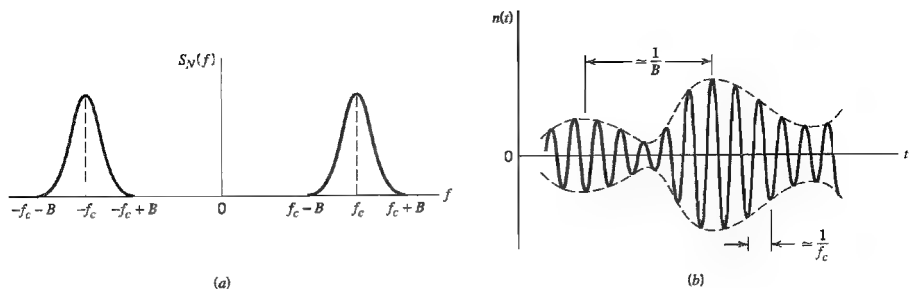 S_N(f)
-f_c - B -f_c -f_c + B 0 f_c - B f_c f_c + B f
(a)
n(t)
≃ 1/B
0 t
≃ 1/f_c
(b)